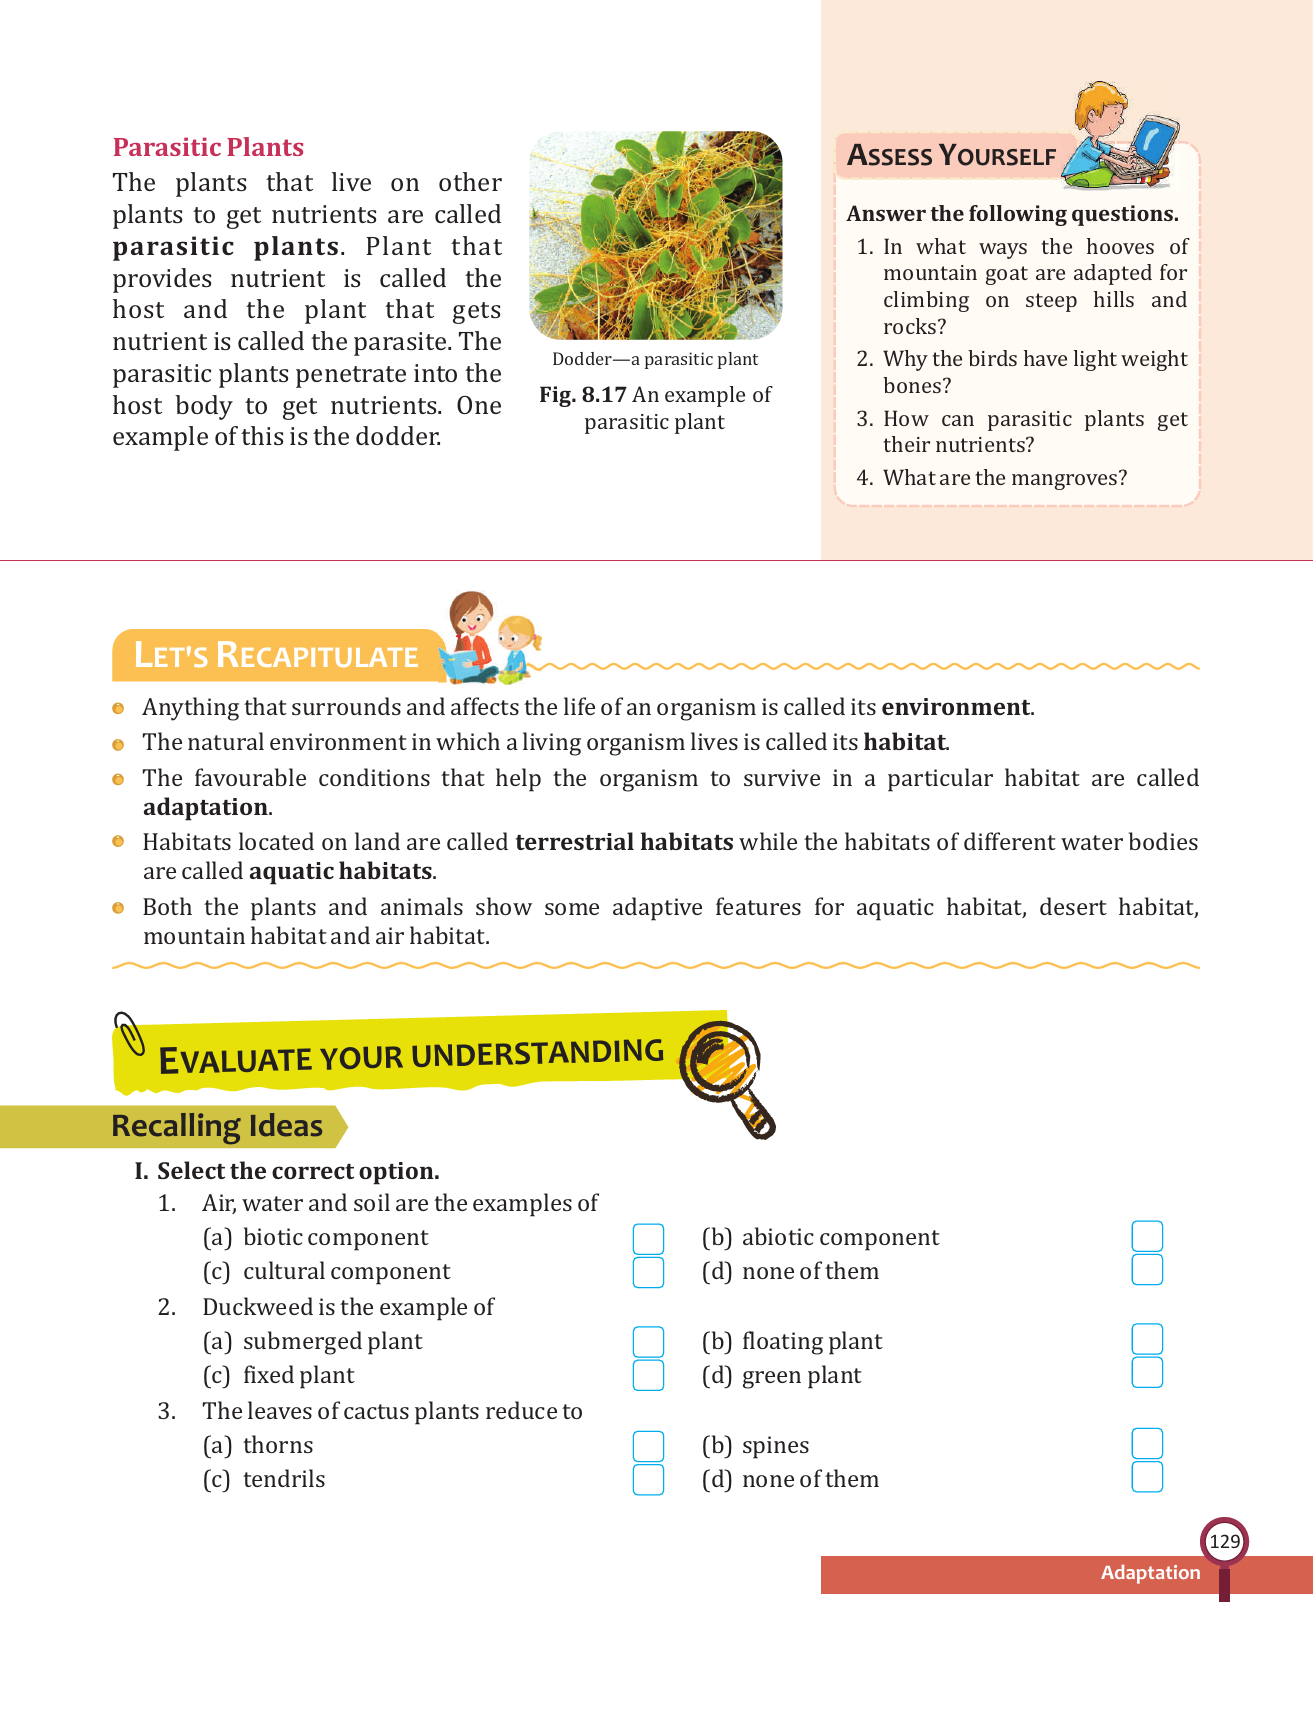 Parasitic Plants
The plants that live on other
plants to get nutrients are called
parasitic plants. Plant that
provides nutrient is called the
host and the plant that gets
nutrient is called the parasite. The
parasitic plants penetrate into the
host body to get nutrients. One
example of this is the dodder.
Dodder—a parasitic plant
Fig. 8.17 An example of
parasitic plant
ASSESS YOURSELF
Answer the following questions.
1. In what ways the hooves of
mountain goat are adapted for
climbing on steep hills and
rocks?
2. Why the birds have light weight
bones?
3. How can parasitic plants get
their nutrients?
4. What are the mangroves?
LET'S RECAPITULATE
Anything that surrounds and affects the life of an organism is called its environment.
The natural environment in which a living organism lives is called its habitat.
The favourable conditions that help the organism to survive in a particular habitat are called
adaptation.
Habitats located on land are called terrestrial habitats while the habitats of different water bodies
are called aquatic habitats.
Both the plants and animals show some adaptive features for aquatic habitat, desert habitat,
mountain habitat and air habitat.
EVALUATE YOUR UNDERSTANDING
Recalling Ideas
I. Select the correct option.
1. Air, water and soil are the examples of
(a) biotic component (b) abiotic component
(c) cultural component (d) none of them
2. Duckweed is the example of
(a) submerged plant (b) floating plant
(c) fixed plant (d) green plant
3. The leaves of cactus plants reduce to
(a) thorns (b) spines
(c) tendrils (d) none of them
129
Adaptation